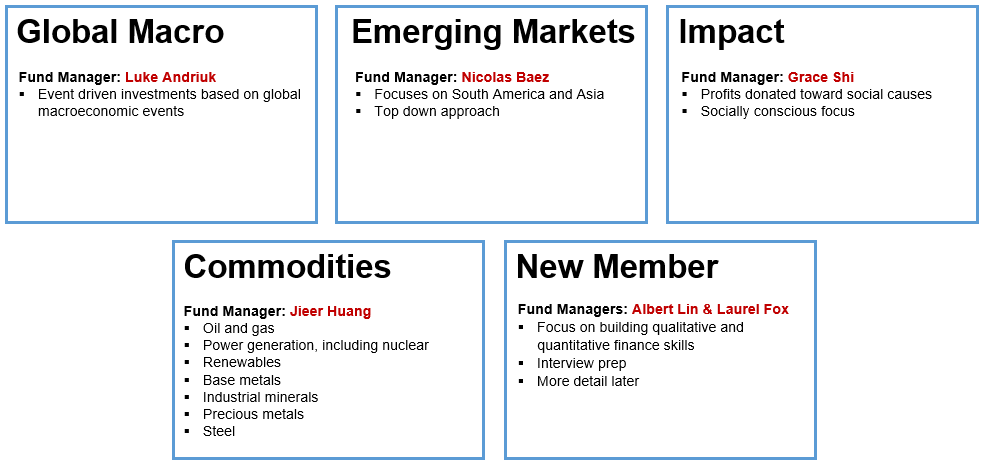 Global Macro
Fund Manager: Luke Andriuk
▪ Event driven investments based on global
macroeconomic events
Emerging Markets
Fund Manager: Nicolas Baez
▪ Focuses on South America and Asia
▪ Top down approach
Impact
Fund Manager: Grace Shi
▪ Profits donated toward social causes
▪ Socially conscious focus
Commodities
Fund Manager: Jieer Huang
▪ Oil and gas
▪ Power generation, including nuclear
▪ Renewables
▪ Base metals
▪ Industrial minerals
▪ Precious metals
▪ Steel
New Member
Fund Managers: Albert Lin & Laurel Fox
▪ Focus on building qualitative and
quantitative finance skills
▪ Interview prep
▪ More detail later